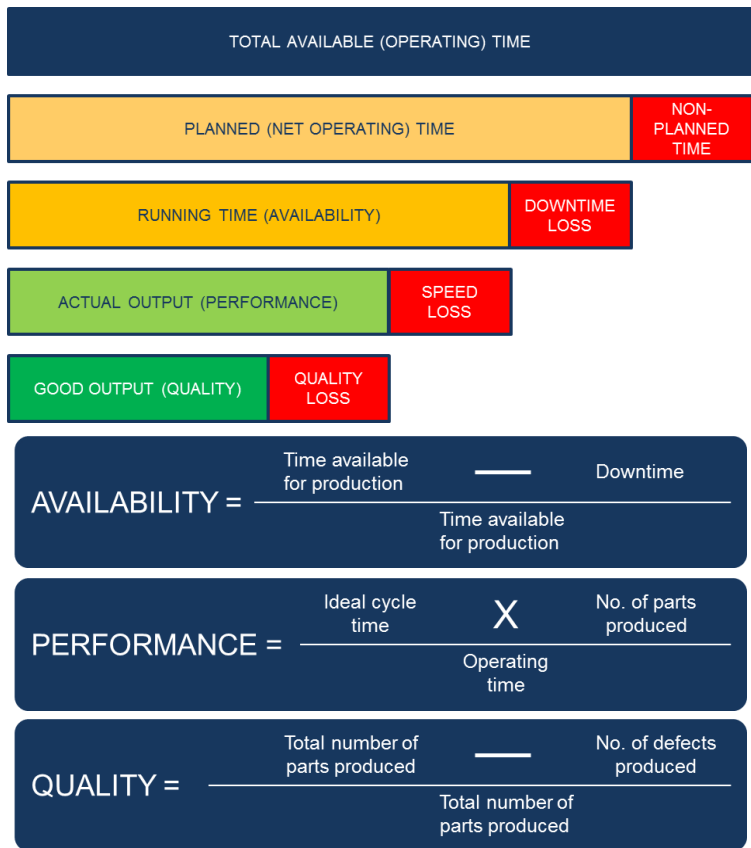 TOTAL AVAILABLE (OPERATING) TIME
PLANNED (NET OPERATING) TIME
NON-
PLANNED
TIME
RUNNING TIME (AVAILABILITY)
DOWNTIME
LOSS
ACTUAL OUTPUT (PERFORMANCE)
SPEED
LOSS
GOOD OUTPUT (QUALITY)
QUALITY
LOSS
AVAILABILITY =
Time available
for production
—
Downtime
Time available
for production
PERFORMANCE =
Ideal cycle
time
X
No. of parts
produced
Operating
time
QUALITY =
Total number of
parts produced
—
No. of defects
produced
Total number of
parts produced